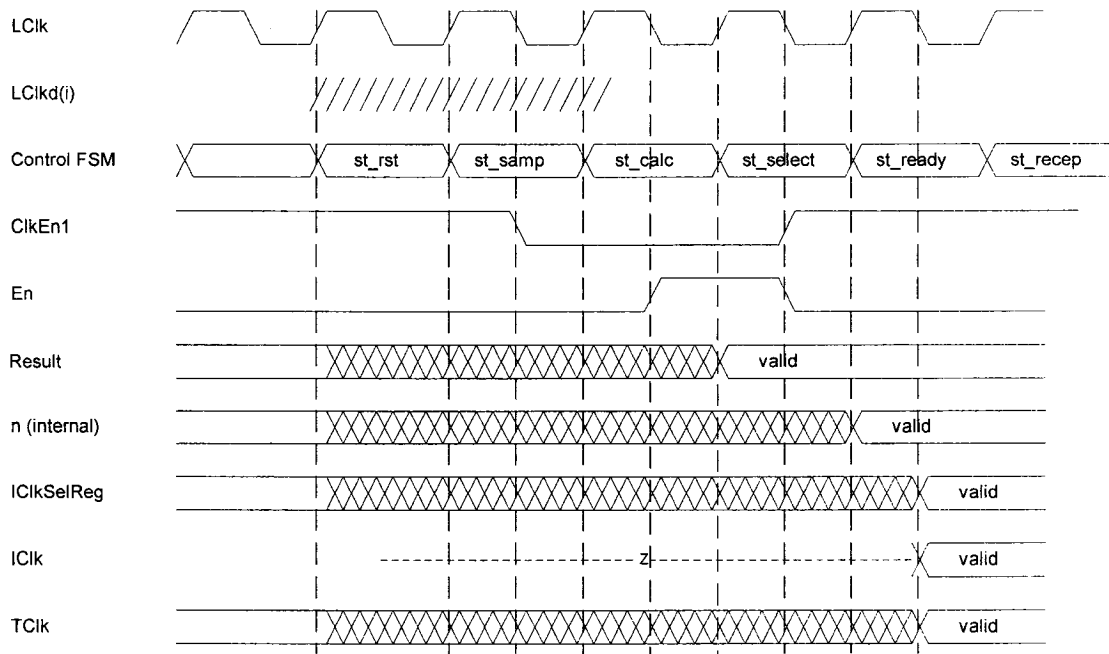 LClk
LClkd(i)
Control FSM st_rst st_samp st_calc st_select st_ready st_recep
ClkEn1
En
Result valid
n (internal) valid
IClkSelReg valid
IClk Z valid
TClk valid